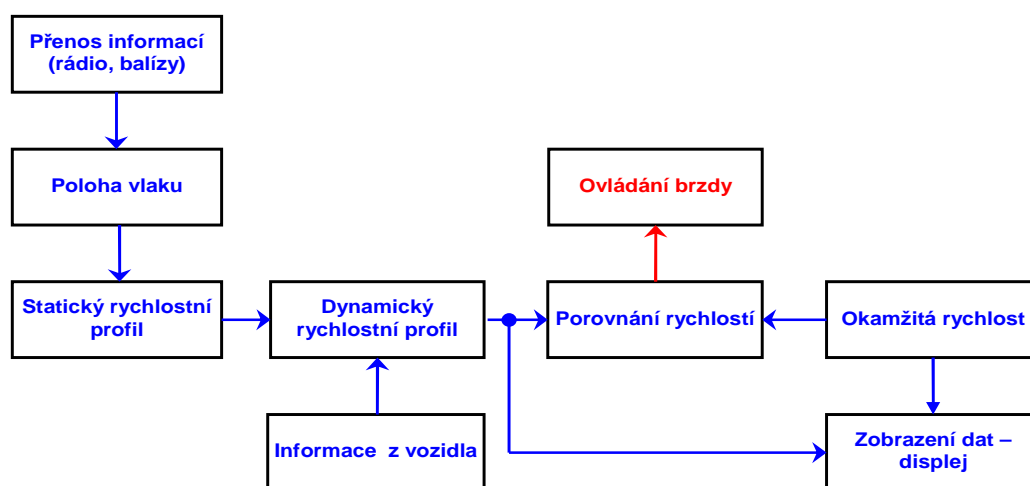 Přenos informací
(rádio, balízy)
Poloha vlaku
Ovládání brzdy
Statický rychlostní
profil
Dynamický
rychlostní profil
Porovnání rychlostí
Okamžitá rychlost
Informace z vozidla
Zobrazení dat –
displej